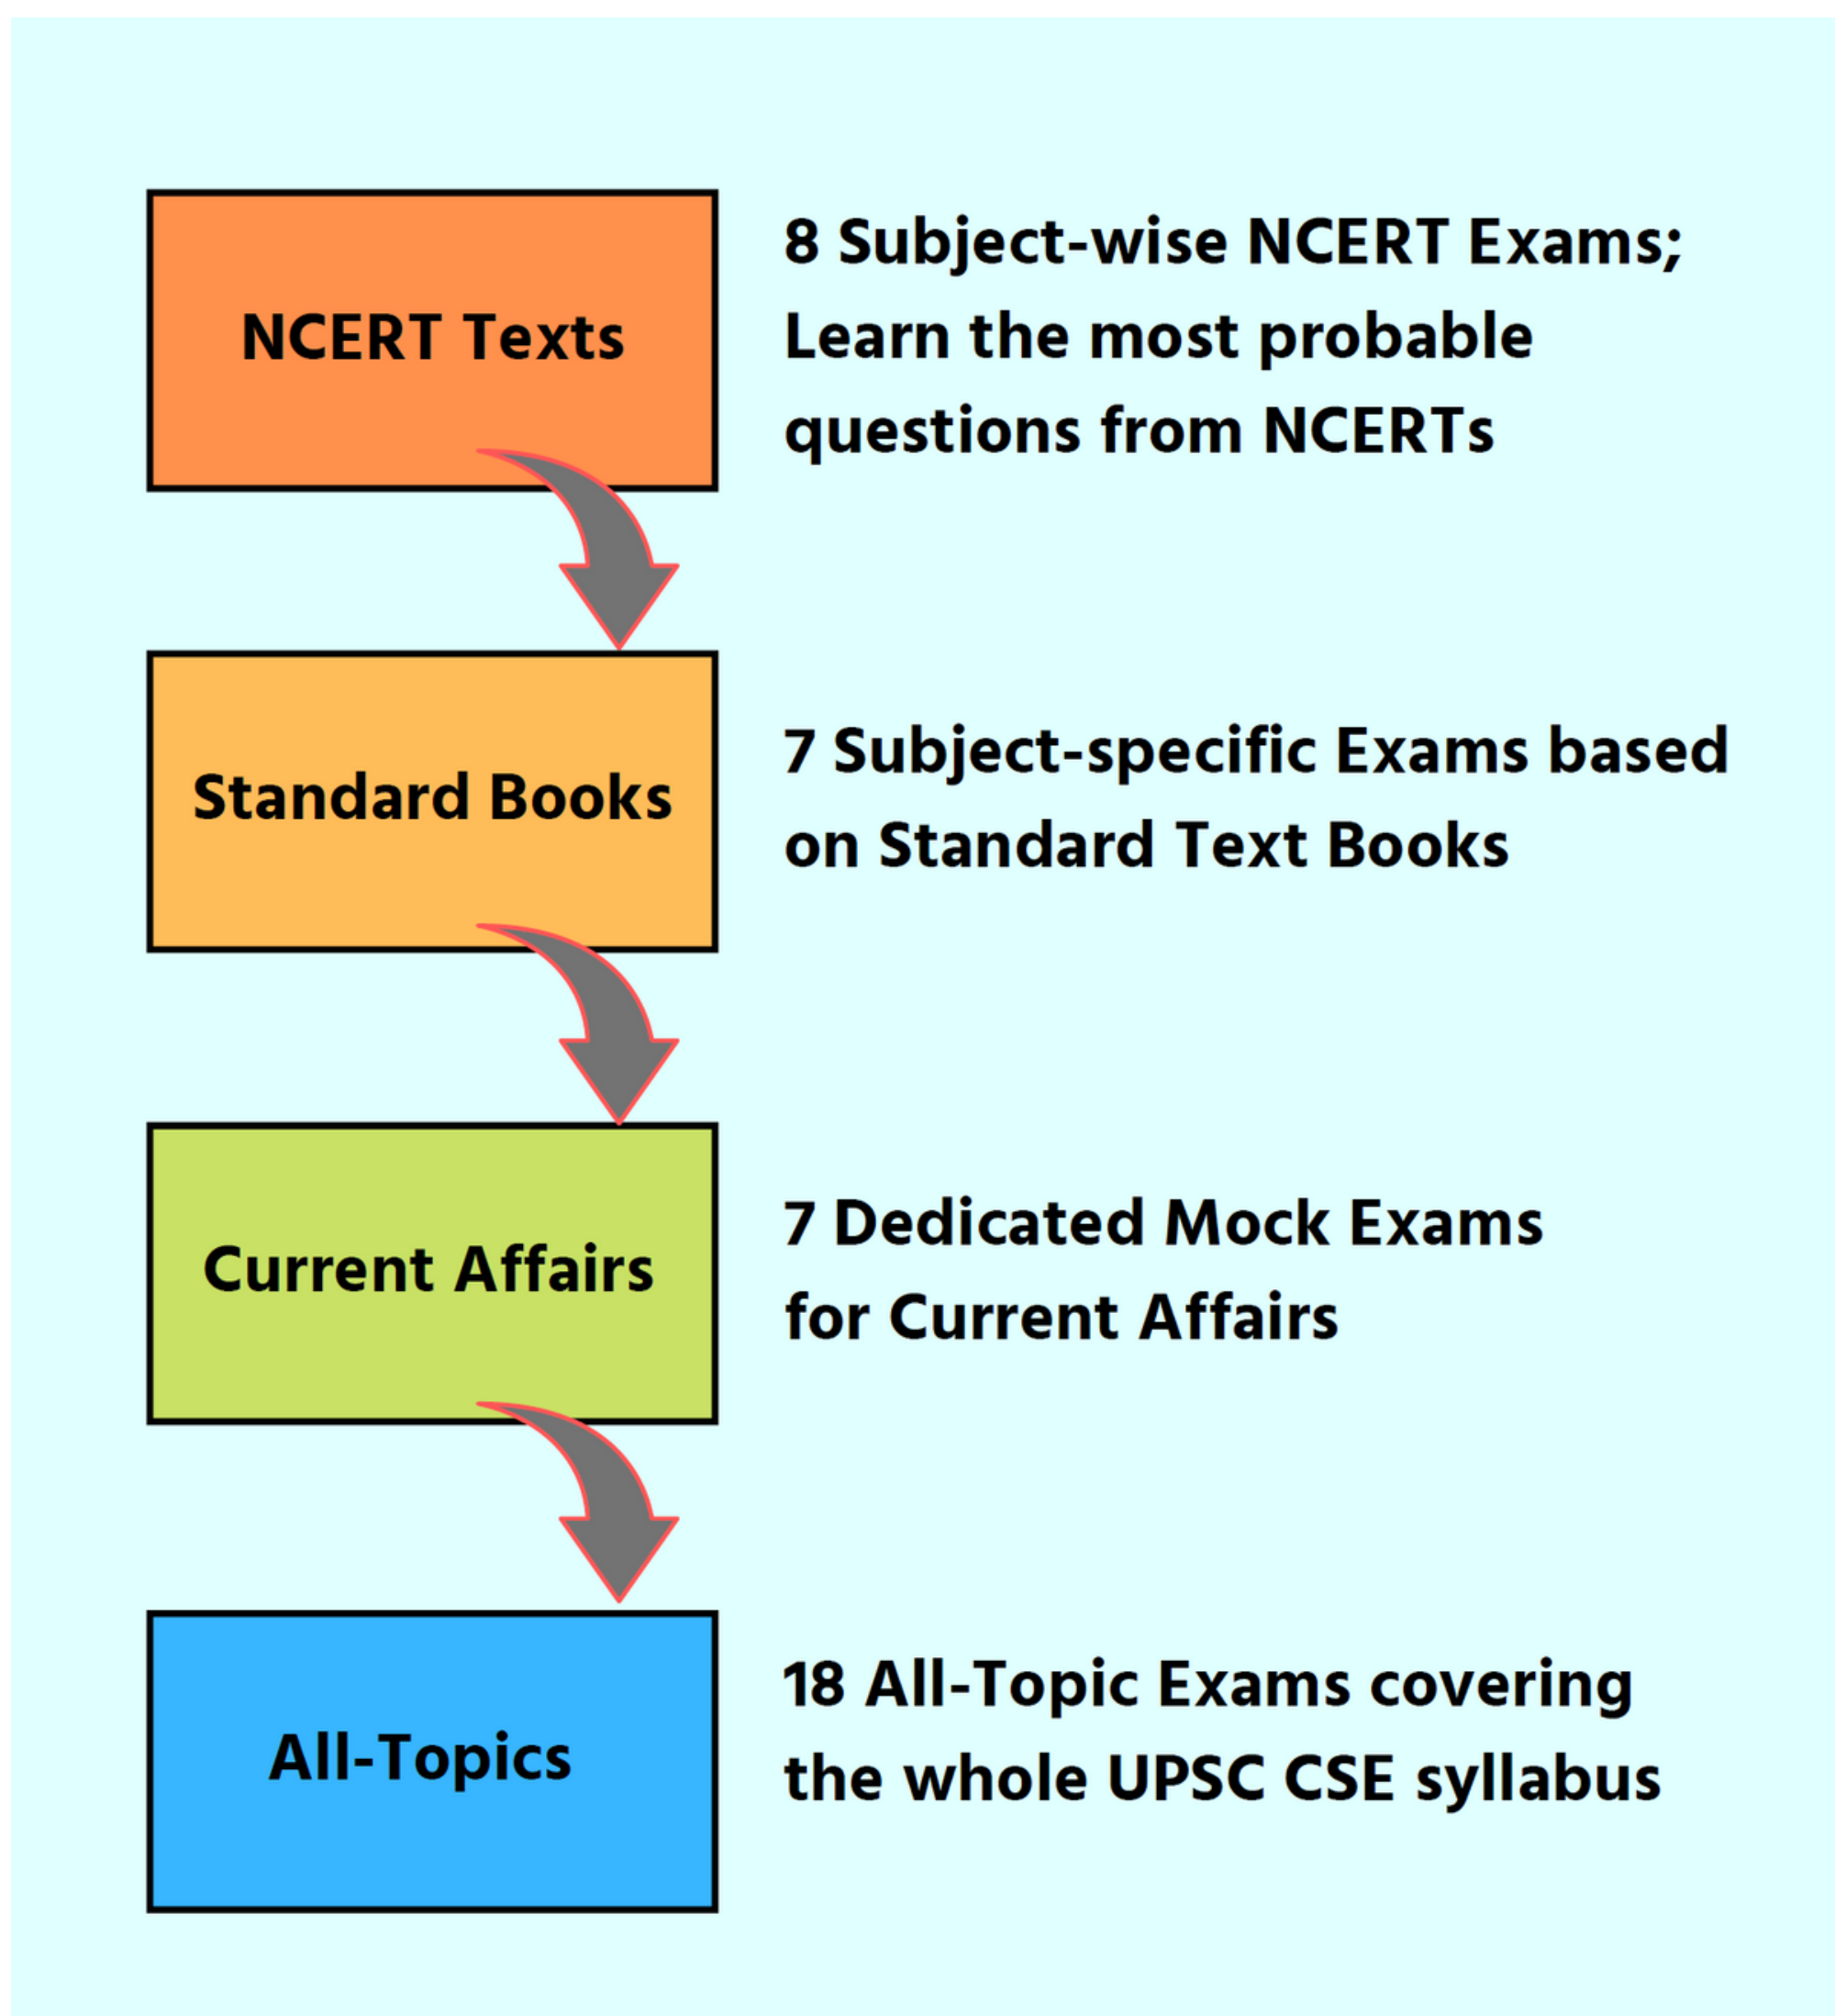 NCERT Texts
8 Subject-wise NCERT Exams;
Learn the most probable
questions from NCERTs
Standard Books
7 Subject-specific Exams based
on Standard Text Books
Current Affairs
7 Dedicated Mock Exams
for Current Affairs
All-Topics
18 All-Topic Exams covering
the whole UPSC CSE syllabus